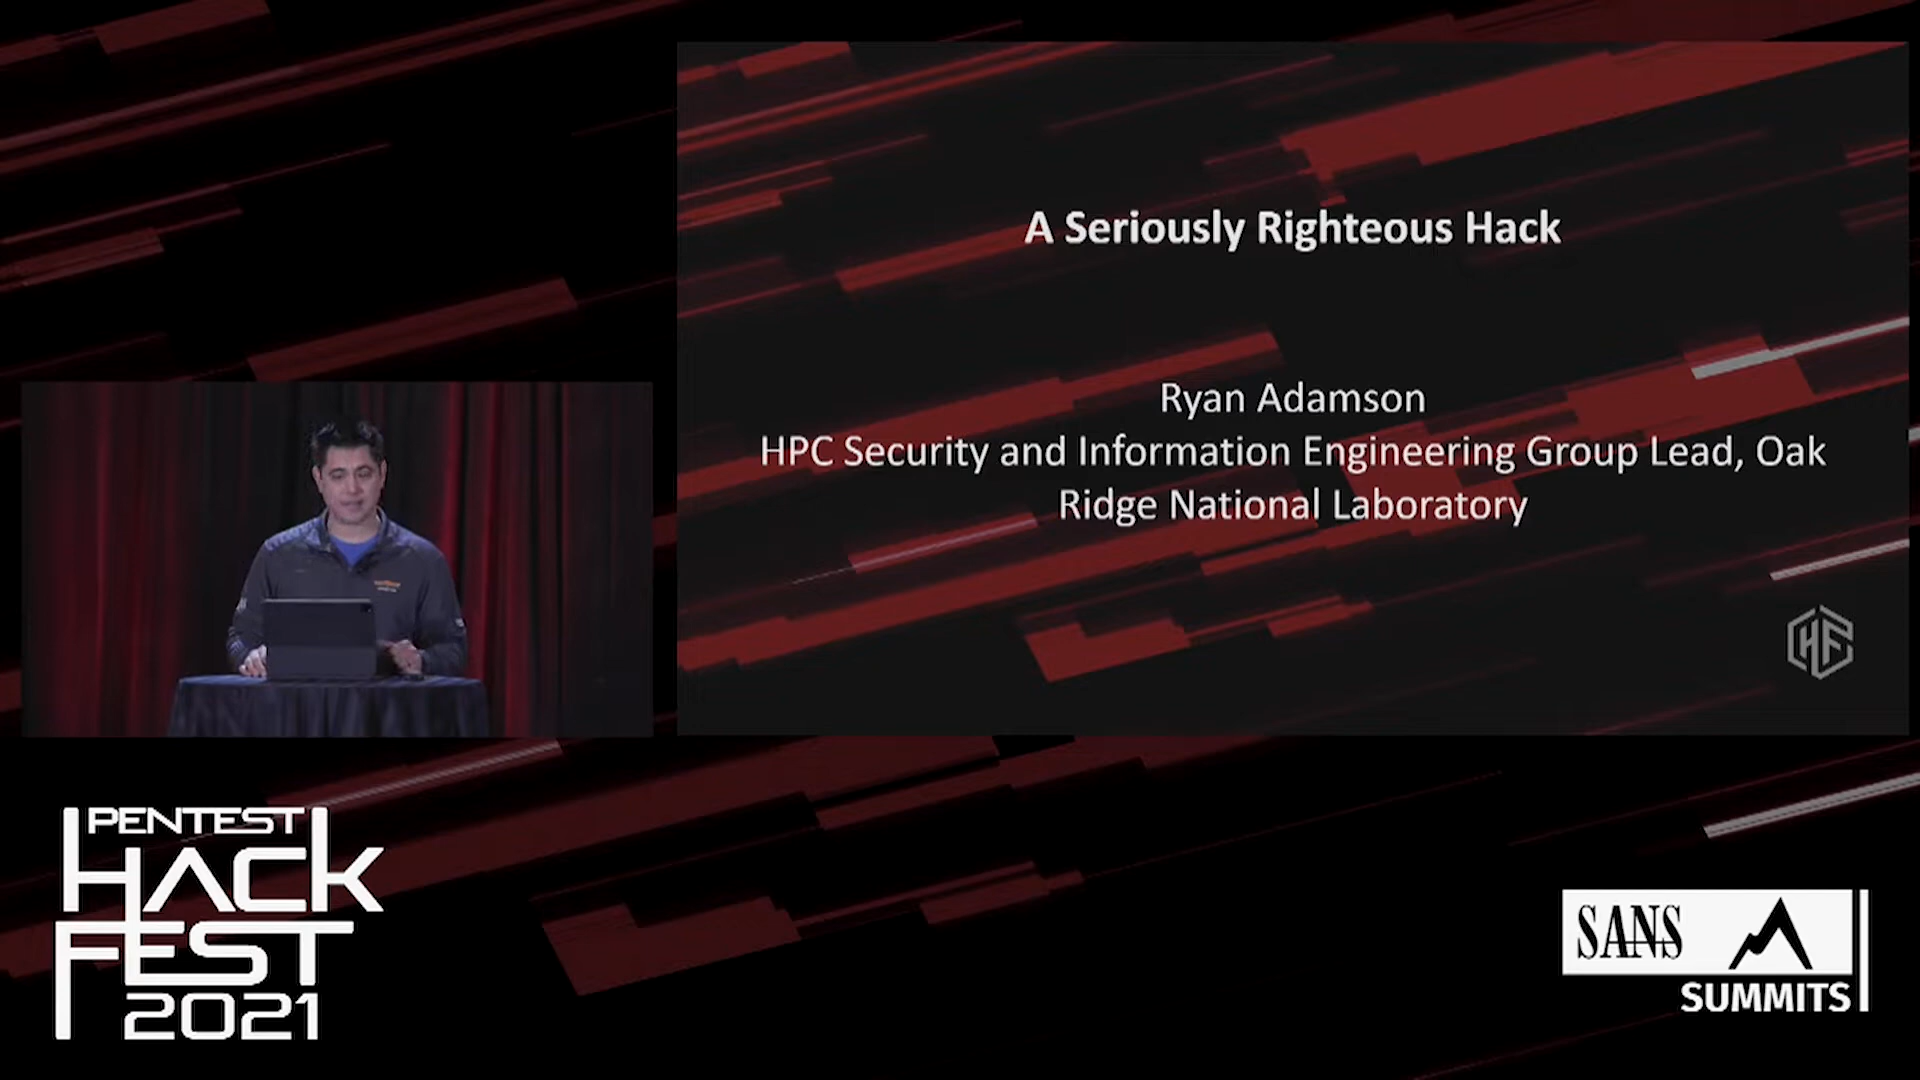 A Seriously Righteous Hack
Ryan Adamson
HPC Security and Information Engineering Group Lead, Oak
Ridge National Laboratory
HF
PENTEST
HACK
FEST
2021
SANS
SUMMITS